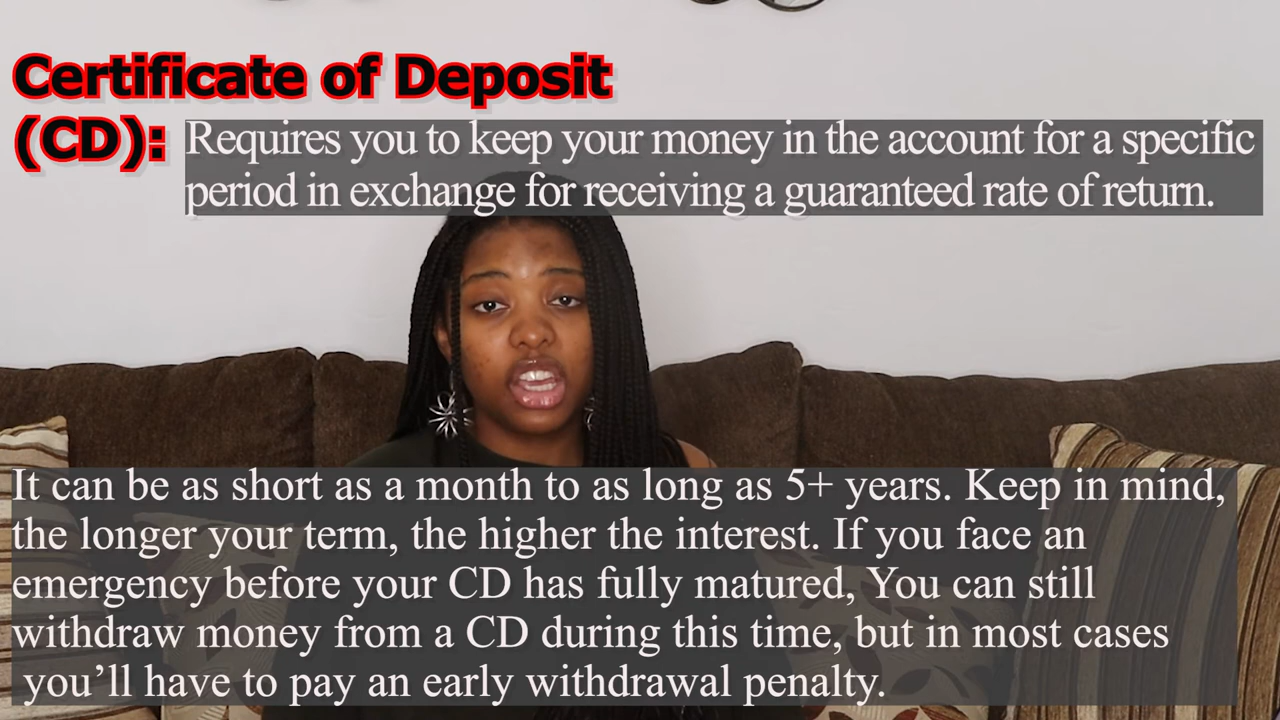 Certificate of Deposit
(CD):
Requires you to keep your money in the account for a specific
period in exchange for receiving a guaranteed rate of return.
It can be as short as a month to as long as 5+ years. Keep in mind,
the longer your term, the higher the interest. If you face an
emergency before your CD has fully matured, You can still
withdraw money from a CD during this time, but in most cases
you’ll have to pay an early withdrawal penalty.